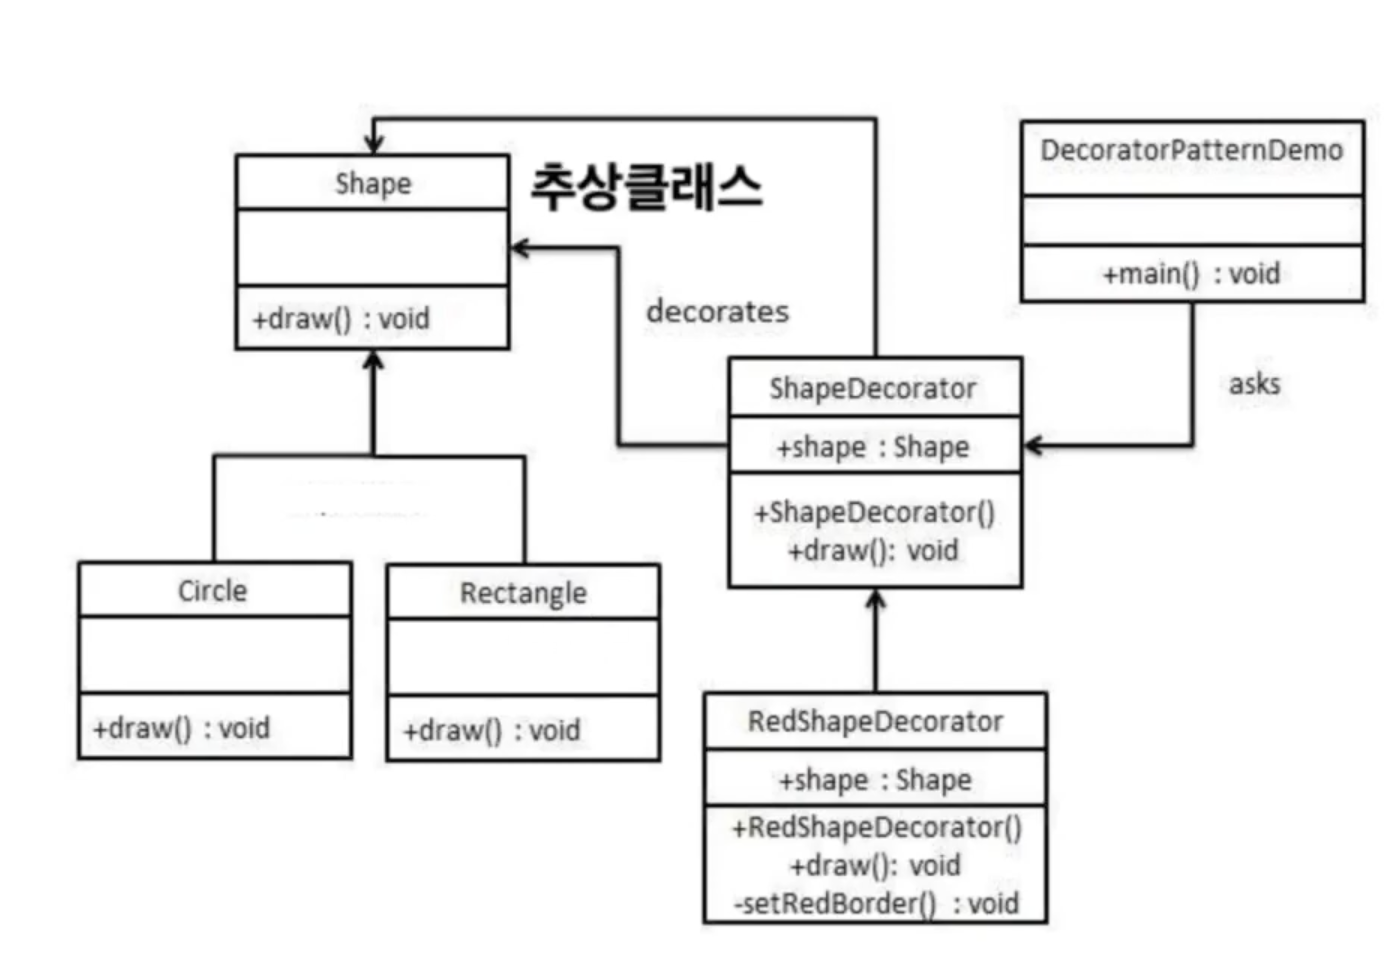 Shape
+draw() : void
추상클래스
decorates
DecoratorPatternDemo
+main() : void
asks
ShapeDecorator
+shape : Shape
+ShapeDecorator()
+draw(): void
Circle
+draw() : void
Rectangle
+draw() : void
RedShapeDecorator
+shape : Shape
+RedShapeDecorator()
+draw(): void
-setRedBorder() : void